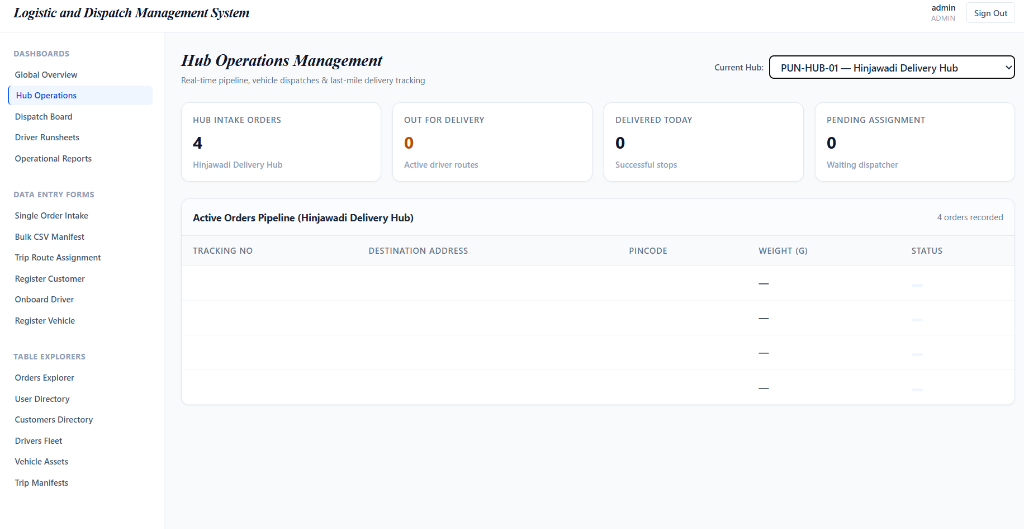 Logistic and Dispatch Management System
admin
ADMIN
Sign Out
DASHBOARDS
Global Overview
Hub Operations
Dispatch Board
Driver Runsheets
Operational Reports
DATA ENTRY FORMS
Single Order Intake
Bulk CSV Manifest
Trip Route Assignment
Register Customer
Onboard Driver
Register Vehicle
TABLE EXPLORERS
Orders Explorer
User Directory
Customers Directory
Drivers Fleet
Vehicle Assets
Trip Manifests
Hub Operations Management
Real-time pipeline, vehicle dispatches & last-mile delivery tracking
Current Hub: PUN-HUB-01 — Hinjawadi Delivery Hub
HUB INTAKE ORDERS
4
Hinjawadi Delivery Hub
OUT FOR DELIVERY
0
Active driver routes
DELIVERED TODAY
0
Successful stops
PENDING ASSIGNMENT
0
Waiting dispatcher
Active Orders Pipeline (Hinjawadi Delivery Hub)
4 orders recorded
TRACKING NO DESTINATION ADDRESS PINCODE WEIGHT (G) STATUS
— —
— —
— —
— —